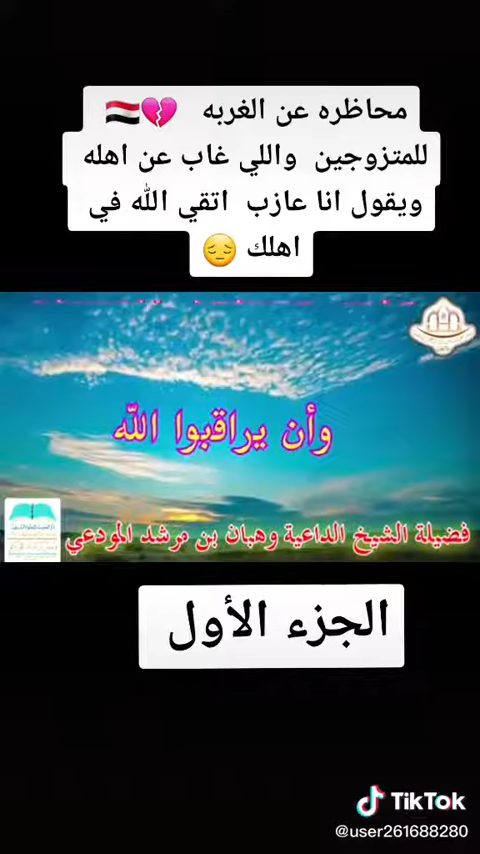 محاظره عن الغربه 💔🇾🇪
للمتزوجين واللي غاب عن اهله
ويقول انا عازب اتقي الله في
اهلك 😔
وأن يراقبوا الله
فضيلة الشيخ الداعية وهبان بن مرشد المودعي
الجزء الأول
TikTok
@user261688280